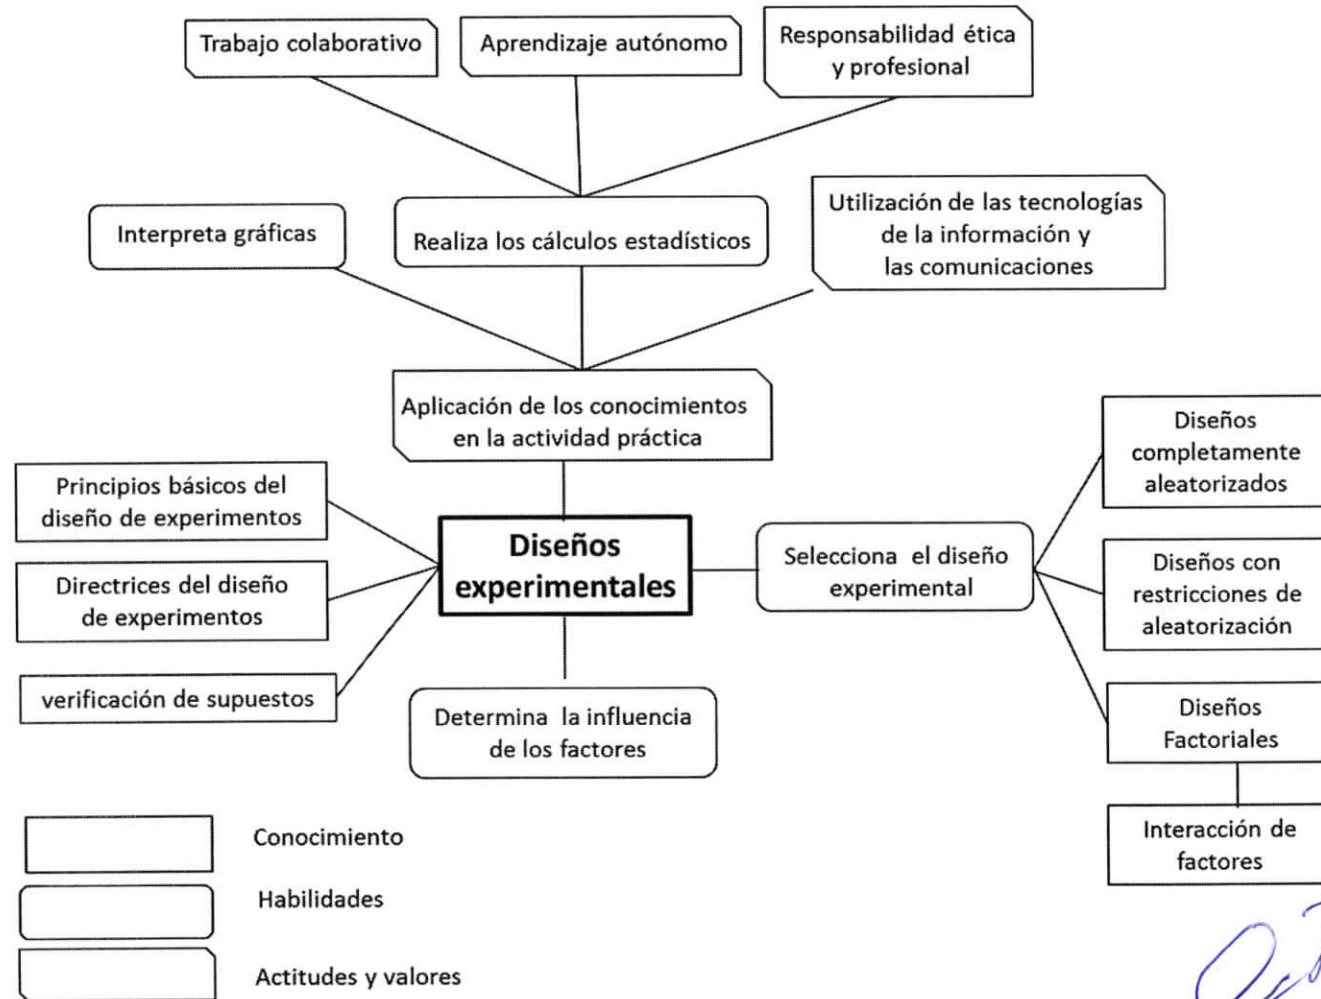 Trabajo colaborativo
Aprendizaje autónomo
Responsabilidad ética
y profesional
Interpreta gráficas
Realiza los cálculos estadísticos
Utilización de las tecnologías
de la información y
las comunicaciones
Aplicación de los conocimientos
en la actividad práctica
Principios básicos del
diseño de experimentos
Directrices del diseño
de experimentos
verificación de supuestos
Diseños
experimentales
Selecciona el diseño
experimental
Determina la influencia
de los factores
Diseños
completamente
aleatorizados
Diseños con
restricciones de
aleatorización
Diseños
Factoriales
Interacción de
factores
Conocimiento
Habilidades
Actitudes y valores